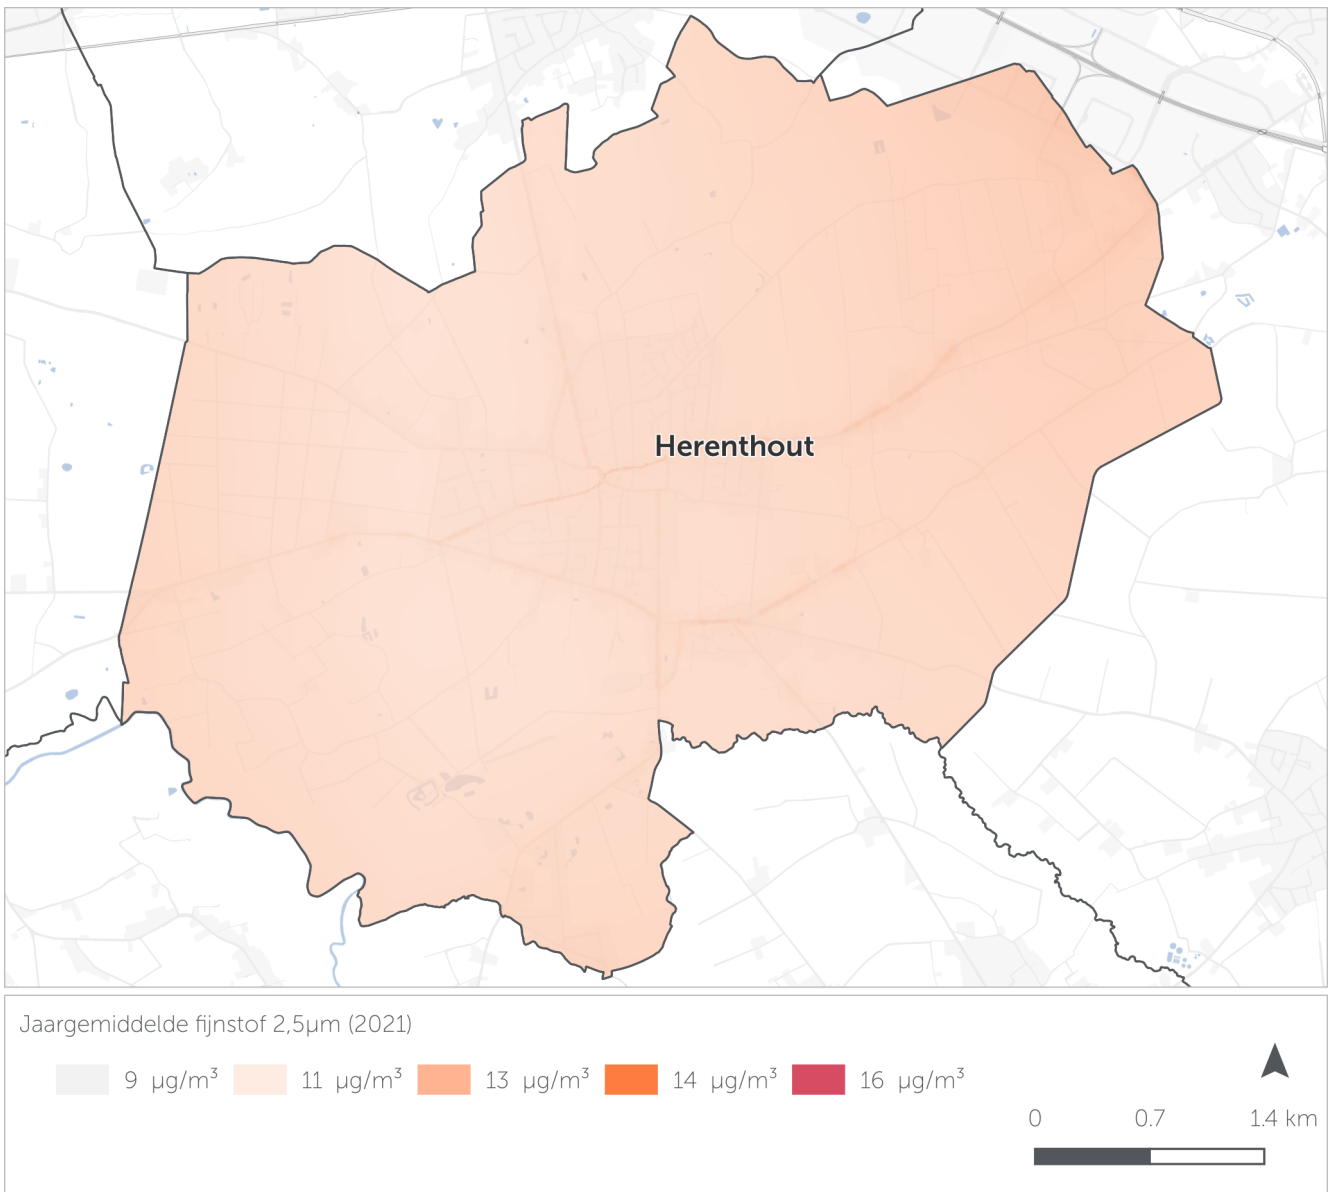 Herenthout
Jaargemiddelde fijnstof 2,5µm (2021)
9 µg/m³ 11 µg/m³ 13 µg/m³ 14 µg/m³ 16 µg/m³
0 0.7 1.4 km